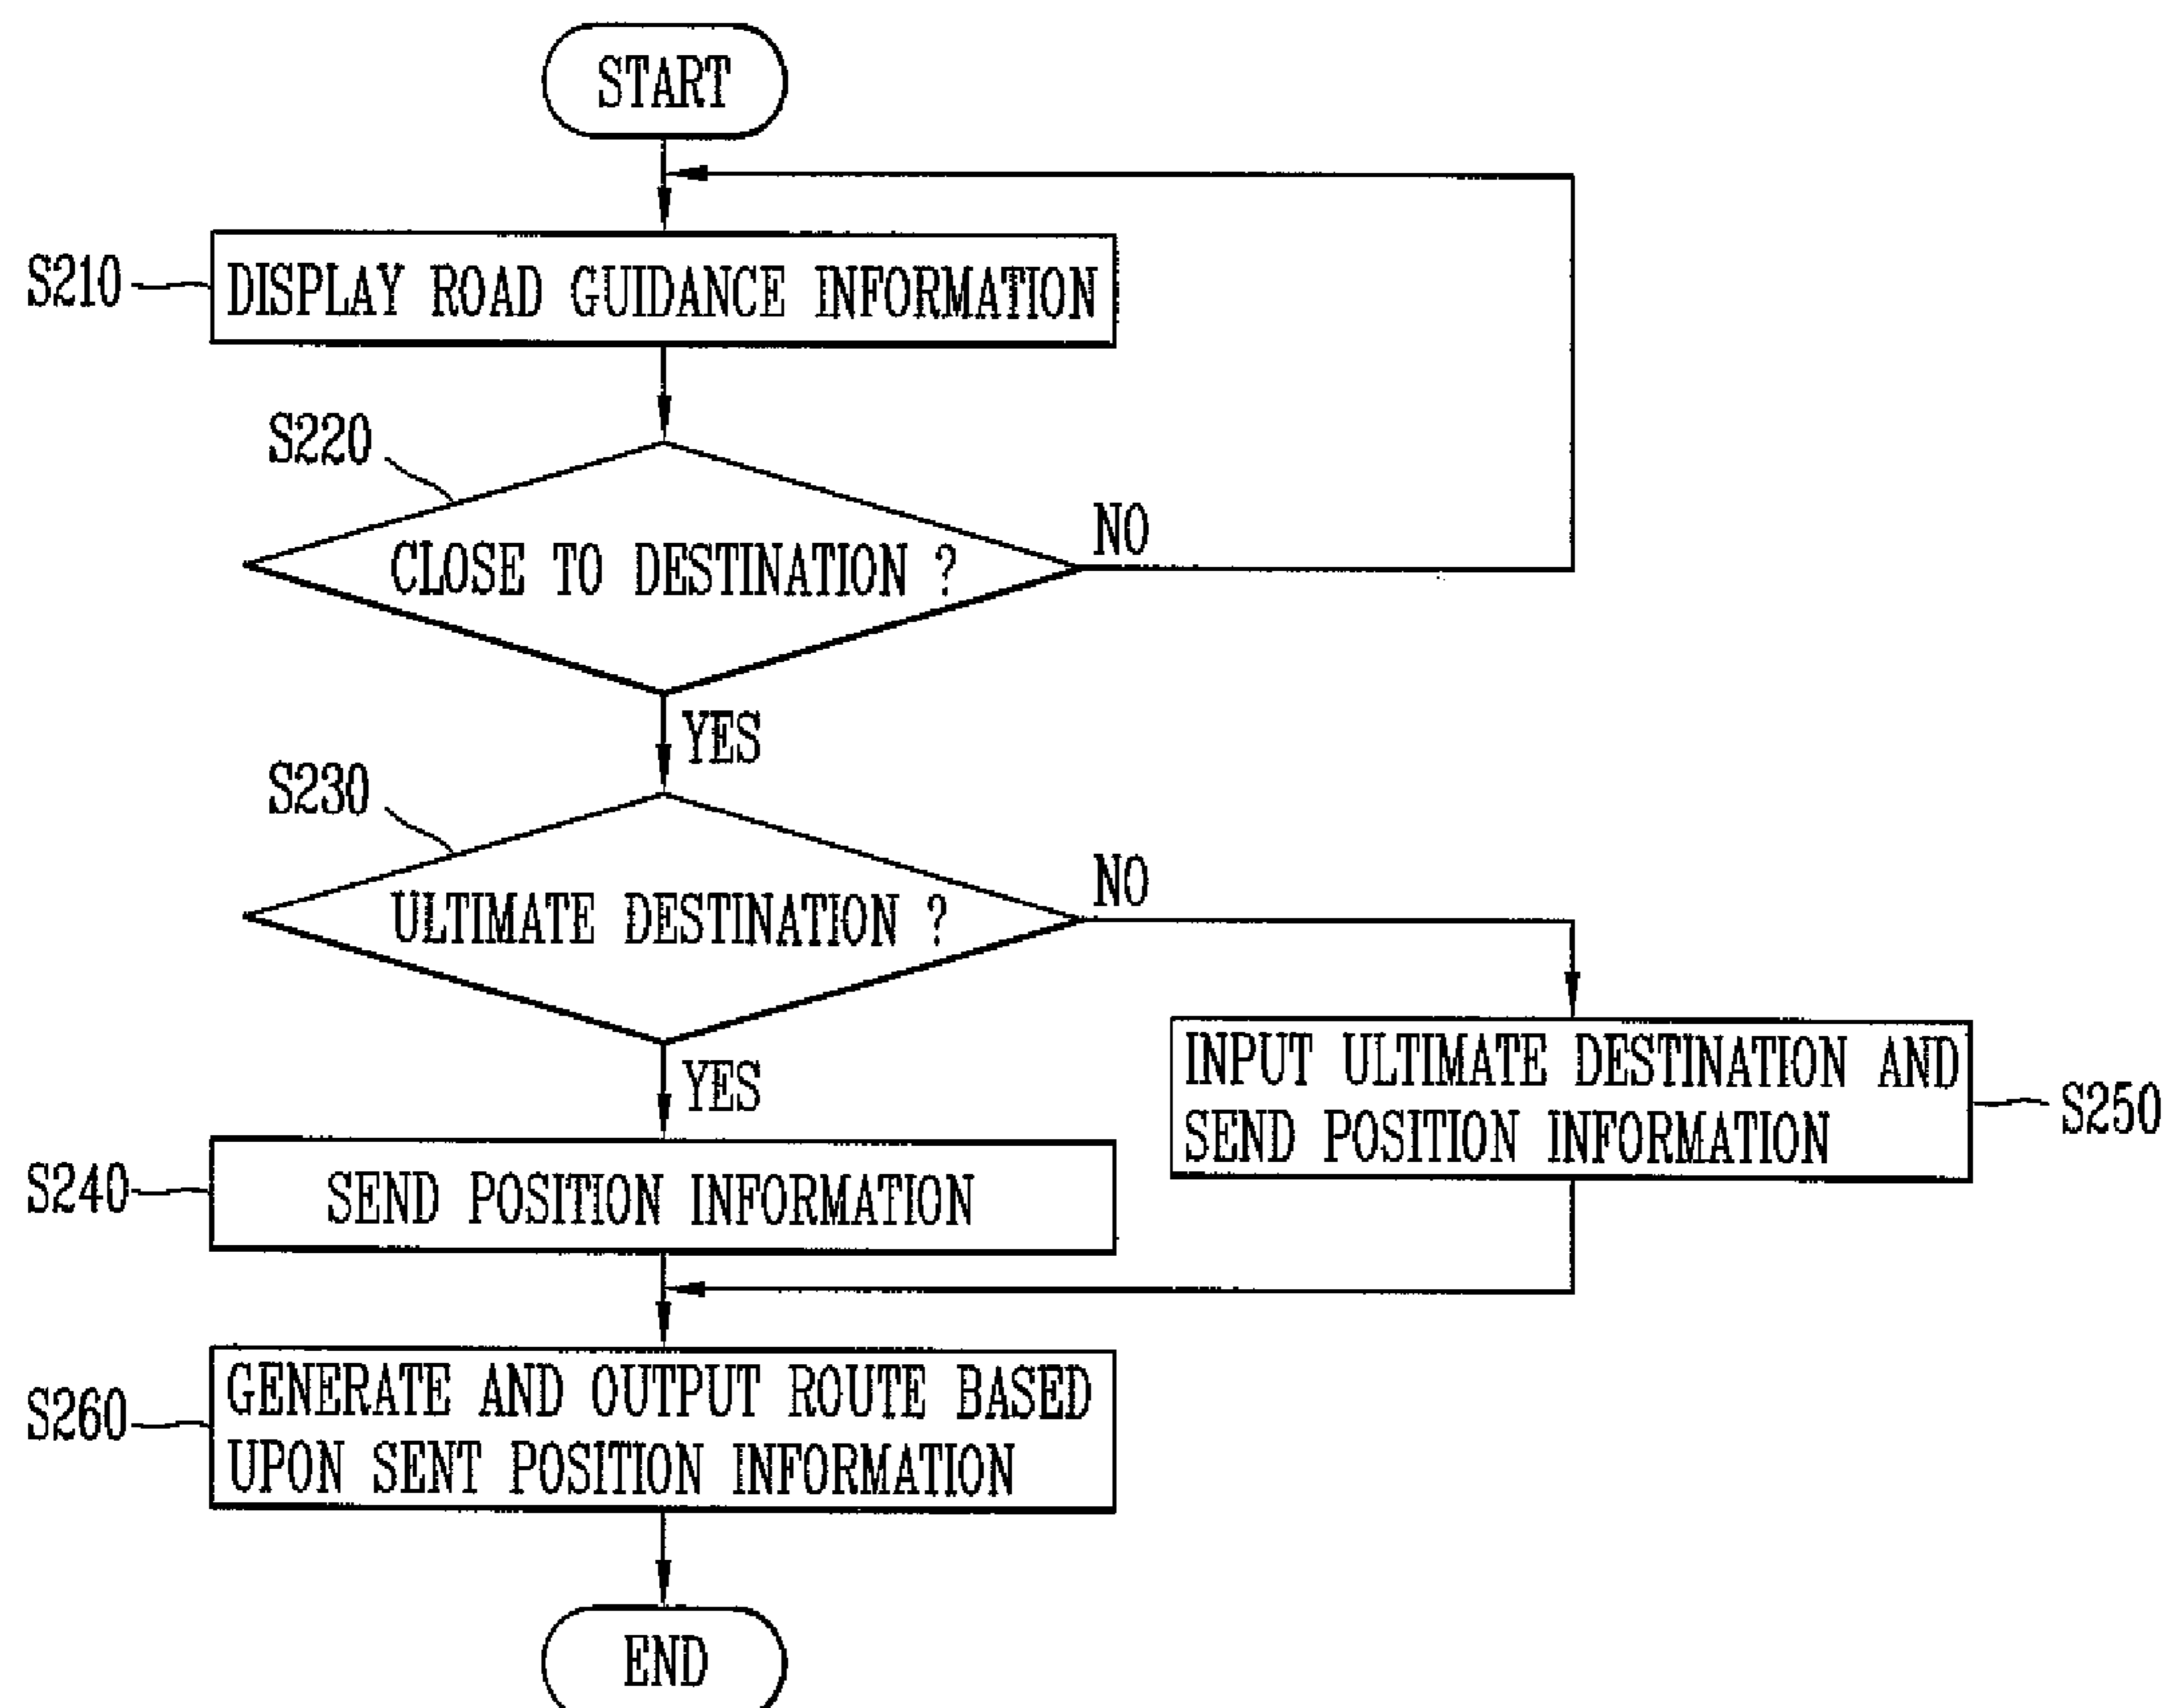 START
S210
DISPLAY ROAD GUIDANCE INFORMATION
S220
CLOSE TO DESTINATION ?
NO
YES
S230
ULTIMATE DESTINATION ?
NO
YES
INPUT ULTIMATE DESTINATION AND
SEND POSITION INFORMATION
S250
S240
SEND POSITION INFORMATION
S260
GENERATE AND OUTPUT ROUTE BASED
UPON SENT POSITION INFORMATION
END